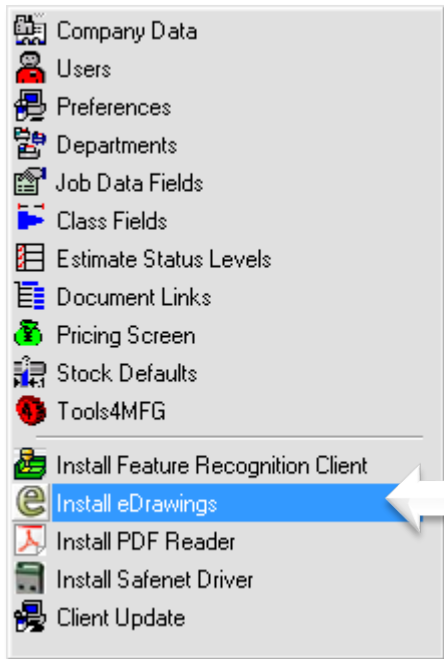 Company Data
Users
Preferences
Departments
Job Data Fields
Class Fields
Estimate Status Levels
Document Links
Pricing Screen
Stock Defaults
Tools4MFG
Install Feature Recognition Client
Install eDrawings
Install PDF Reader
Install Safenet Driver
Client Update